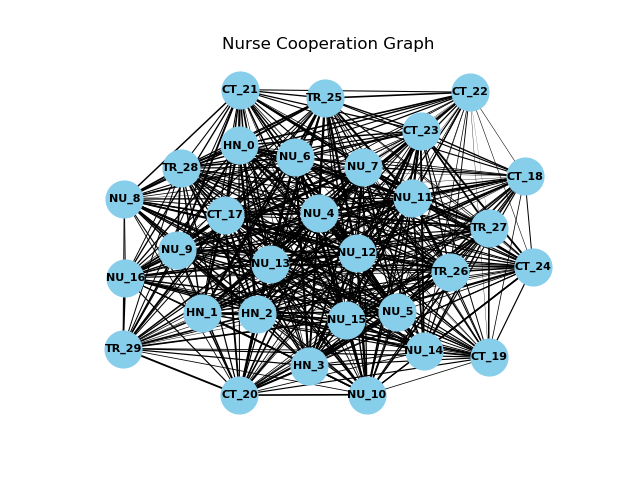 Nurse Cooperation Graph
CT_21
CT_22
TR_25
CT_23
HN_0
NU_6
NU_7
TR_28
CT_18
NU_8
NU_11
CT_17
NU_4
TR_27
NU_9
NU_12
NU_13
CT_24
TR_26
NU_16
HN_1
HN_2
NU_5
NU_15
TR_29
NU_14
CT_19
HN_3
CT_20
NU_10